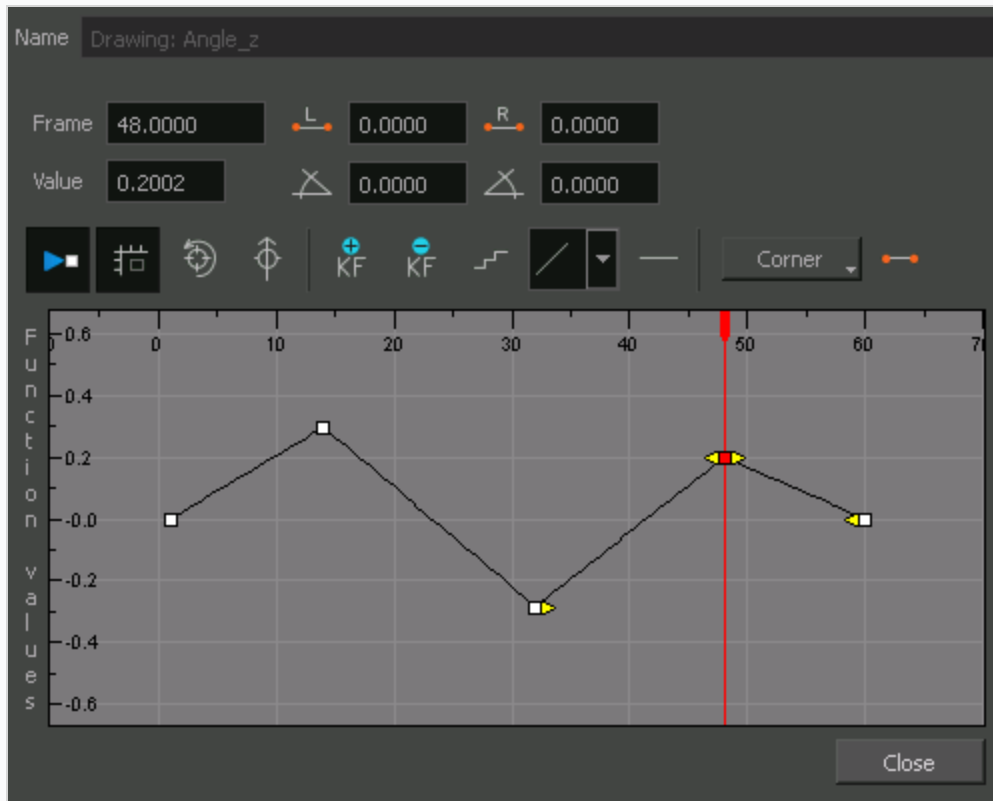 Name Drawing: Angle_z
Frame 48.0000 L 0.0000 R 0.0000
Value 0.2002 0.0000 0.0000
KF KF Corner
Function values
0 10 20 30 40 50 60
0.6
0.4
0.2
-0.0
-0.2
-0.4
-0.6
Close